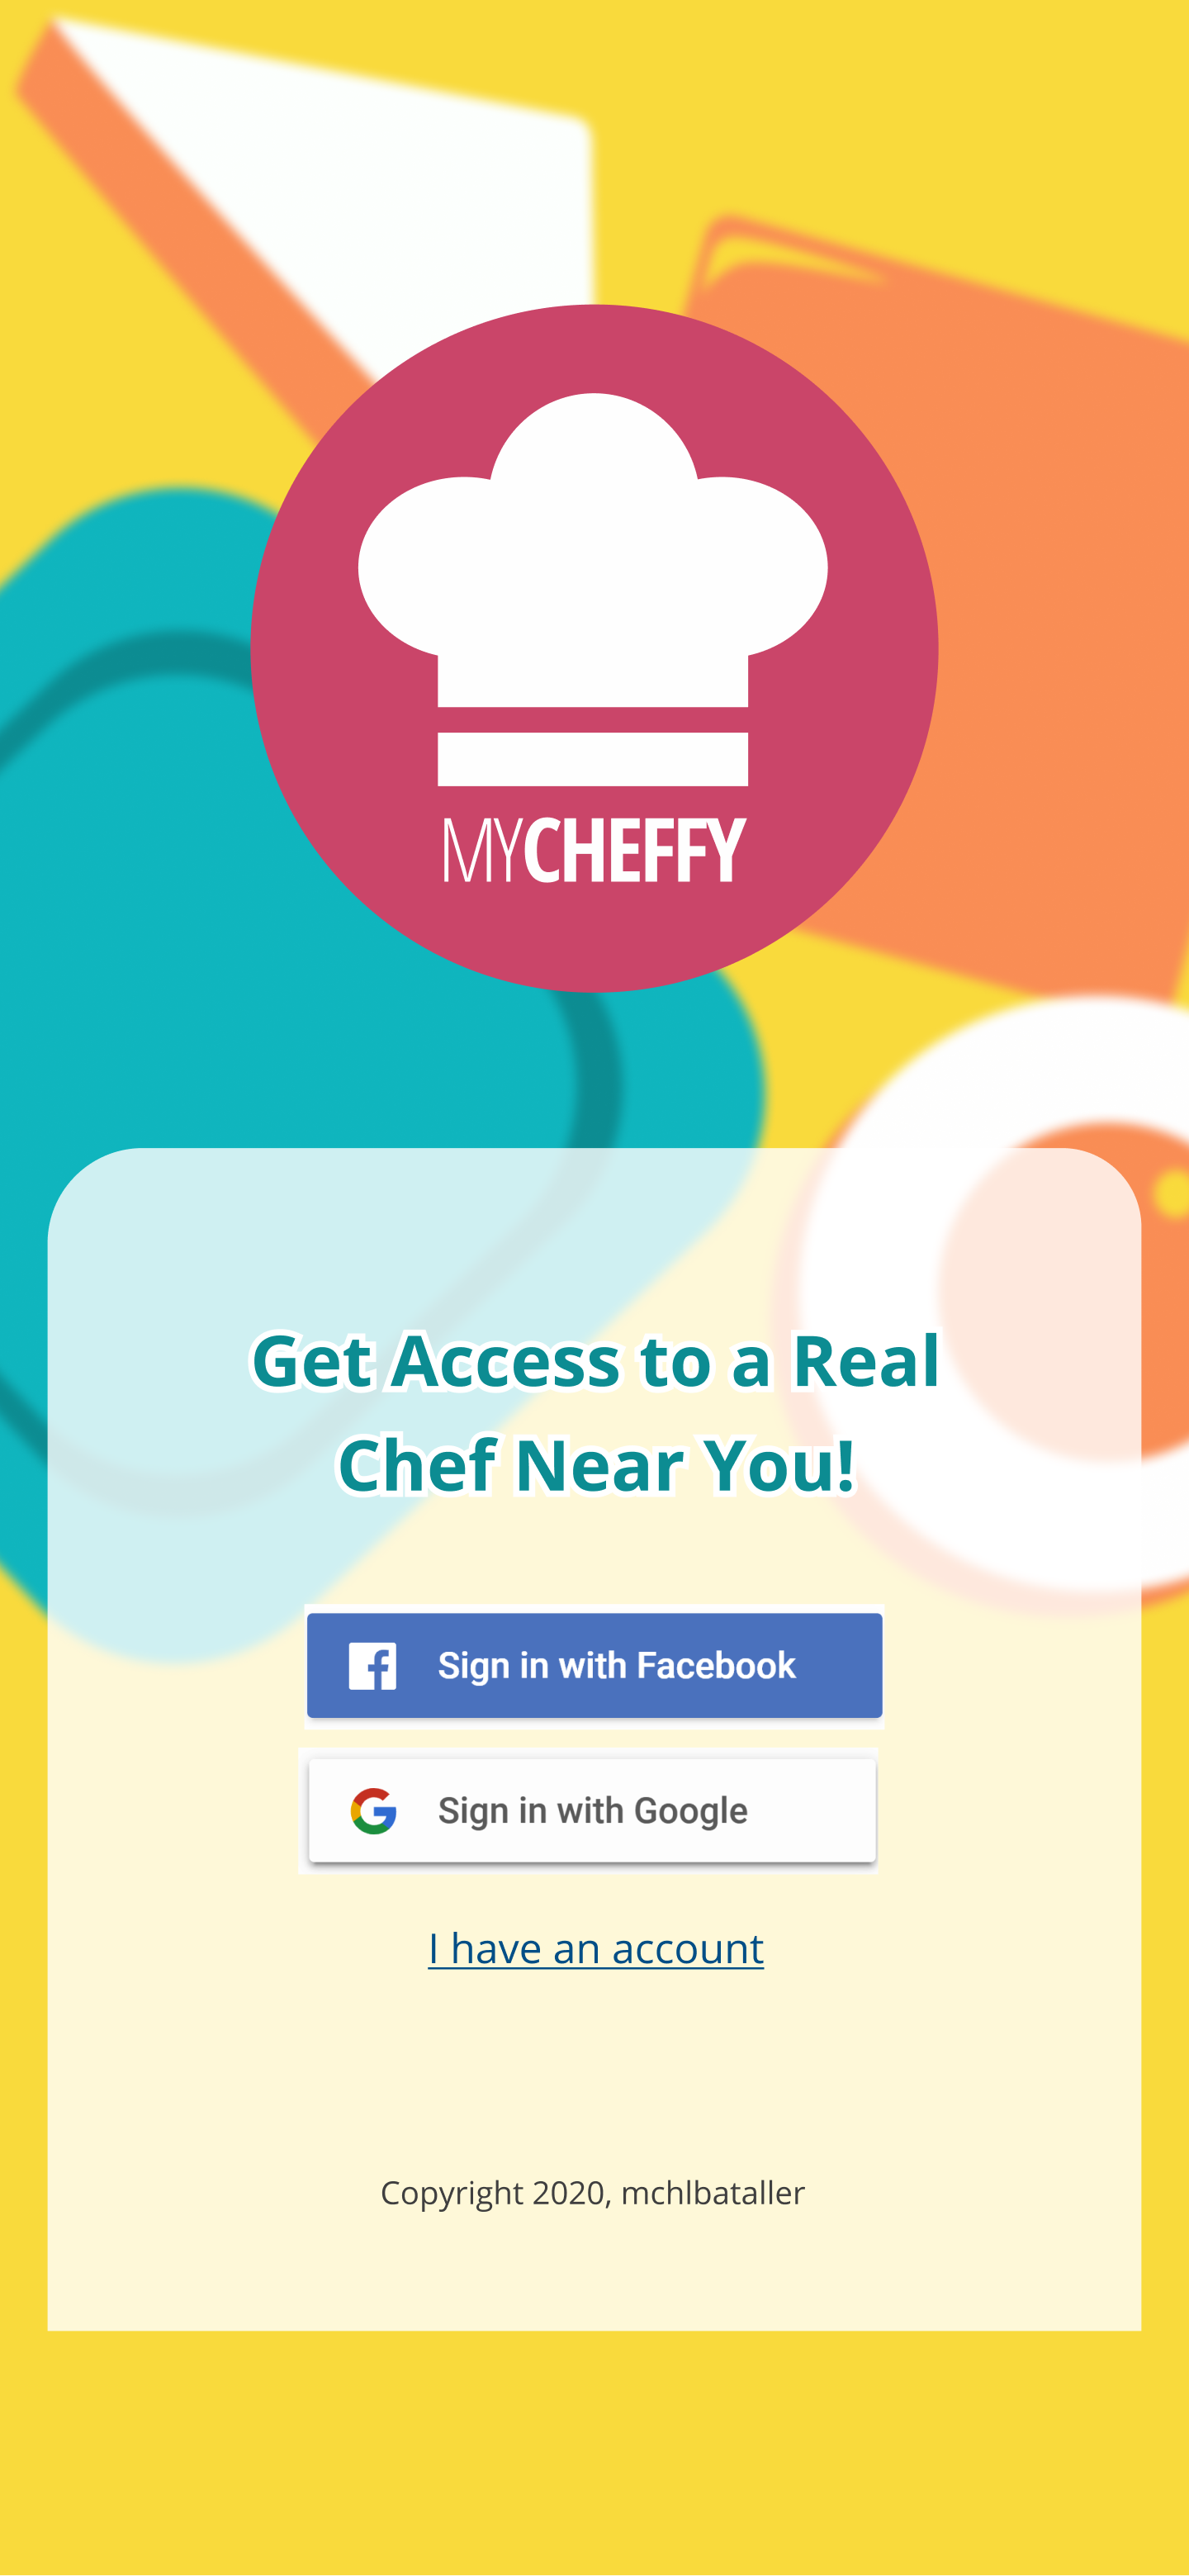 MYCHEFFY
Get Access to a Real
Chef Near You!
Sign in with Facebook
Sign in with Google
I have an account
Copyright 2020, mchlbataller